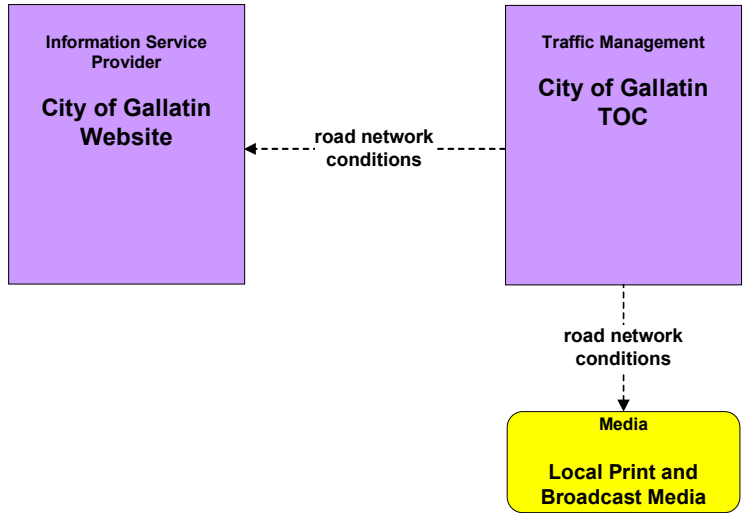 Information Service
Provider
City of Gallatin
Website
Traffic Management
City of Gallatin
TOC
road network
conditions
road network
conditions
Media
Local Print and
Broadcast Media